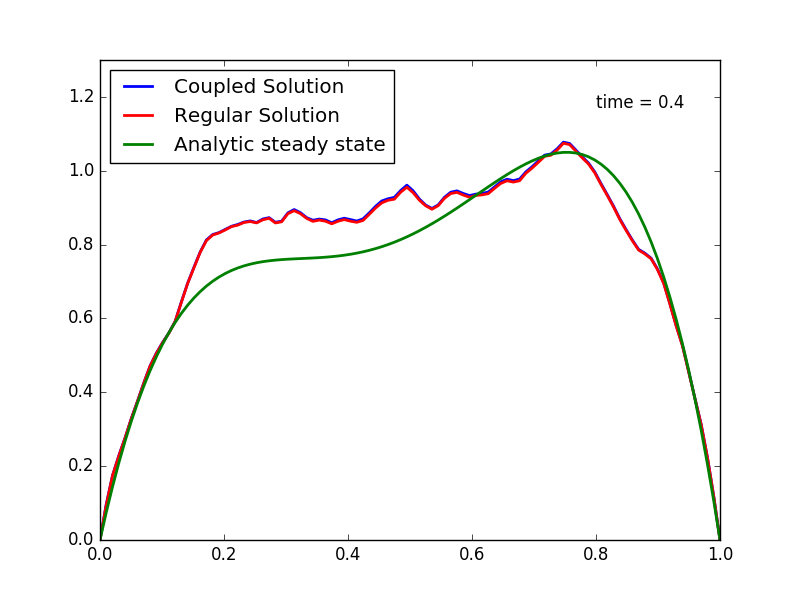 1.2
1.0
0.8
0.6
0.4
0.2
0.0
Coupled Solution
Regular Solution
Analytic steady state
time = 0.4
0.0 0.2 0.4 0.6 0.8 1.0